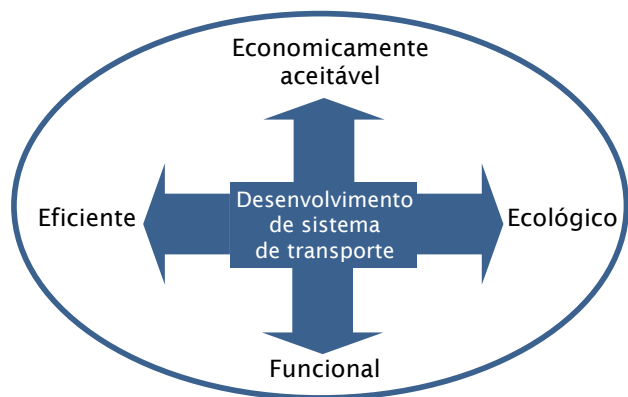 Economicamente
aceitável
Eficiente
Desenvolvimento
de sistema
de transporte
Ecológico
Funcional